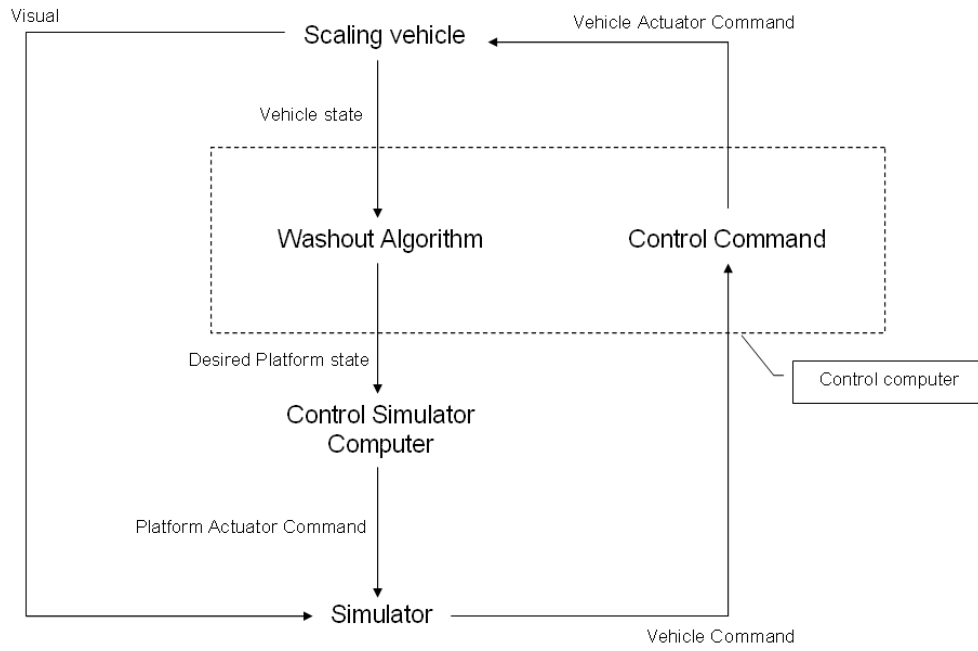 Visual
Vehicle Actuator Command
Scaling vehicle
Vehicle state
Washout Algorithm
Control Command
Desired Platform state
Control computer
Control Simulator
Computer
Platform Actuator Command
Simulator
Vehicle Command